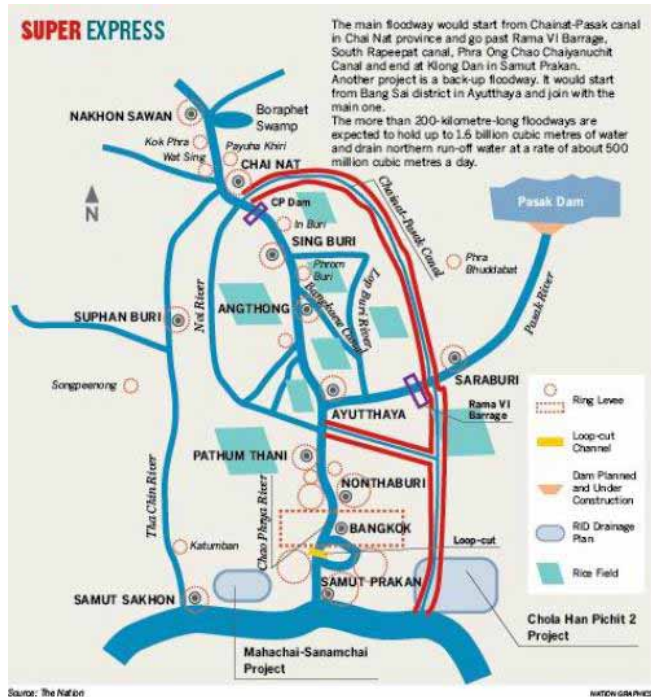 SUPER EXPRESS
The main floodway would start from Chainat-Pasak canal
in Chai Nat province and go past Rama VI Barrage,
South Rapeepat canal, Phra Ong Chao Chaiyanuchit
Canal and end at Klong Dan in Samut Prakan.
Another project is a back-up floodway. It would start
from Bang Sai district in Ayutthaya and join with the
main one.
The more than 200-kilometre-long floodways are
expected to hold up to 1.6 billion cubic metres of water
and drain northern run-off water at a rate of about 500
million cubic metres a day.
NAKHON SAWAN
Boraphet
Swamp
Kok Phra
Payuha Khiri
Wat Sing
CHAI NAT
N
CP Dam
Chainat-Pasak Canal
Pasak Dam
In Buri
SING BURI
Phra
Bhuddabat
Phrom
Buri
Lop Buri River
Pasak River
Noi River
ANGTHONG
Bangkaew Canal
SUPHAN BURI
SARABURI
Songpeenong
Rama VI
Barrage
AYUTTHAYA
Ring Levee
Loop-cut
Channel
PATHUM THANI
Dam Planned
and Under
Construction
NONTHABURI
Tha Chin River
Chao Phraya River
BANGKOK
RID Drainage
Plan
Katumban
Loop-cut
Rice Field
SAMUT PRAKAN
SAMUT SAKHON
Chola Han Pichit 2
Project
Mahachai-Sanamchai
Project
Source: The Nation
NATION GRAPHICS